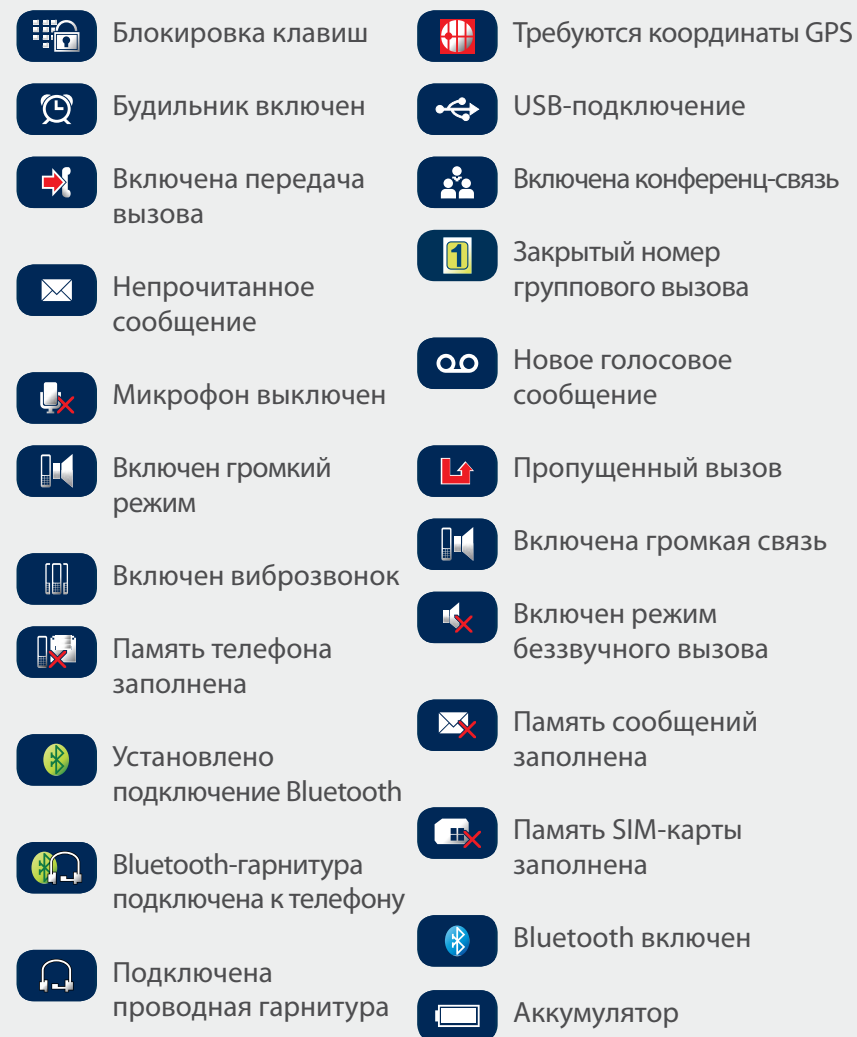 Блокировка клавиш
Будильник включен
Включена передача
вызова
Непрочитанное
сообщение
Микрофон выключен
Включен громкий
режим
Включен виброзвонок
Память телефона
заполнена
Установлено
подключение Bluetooth
Bluetooth-гарнитура
подключена к телефону
Подключена
проводная гарнитура
Требуются координаты GPS
USB-подключение
Включена конференц-связь
1
Закрытый номер
группового вызова
Новое голосовое
сообщение
Пропущенный вызов
Включена громкая связь
Включен режим
беззвучного вызова
Память сообщений
заполнена
Память SIM-карты
заполнена
Bluetooth включен
Аккумулятор